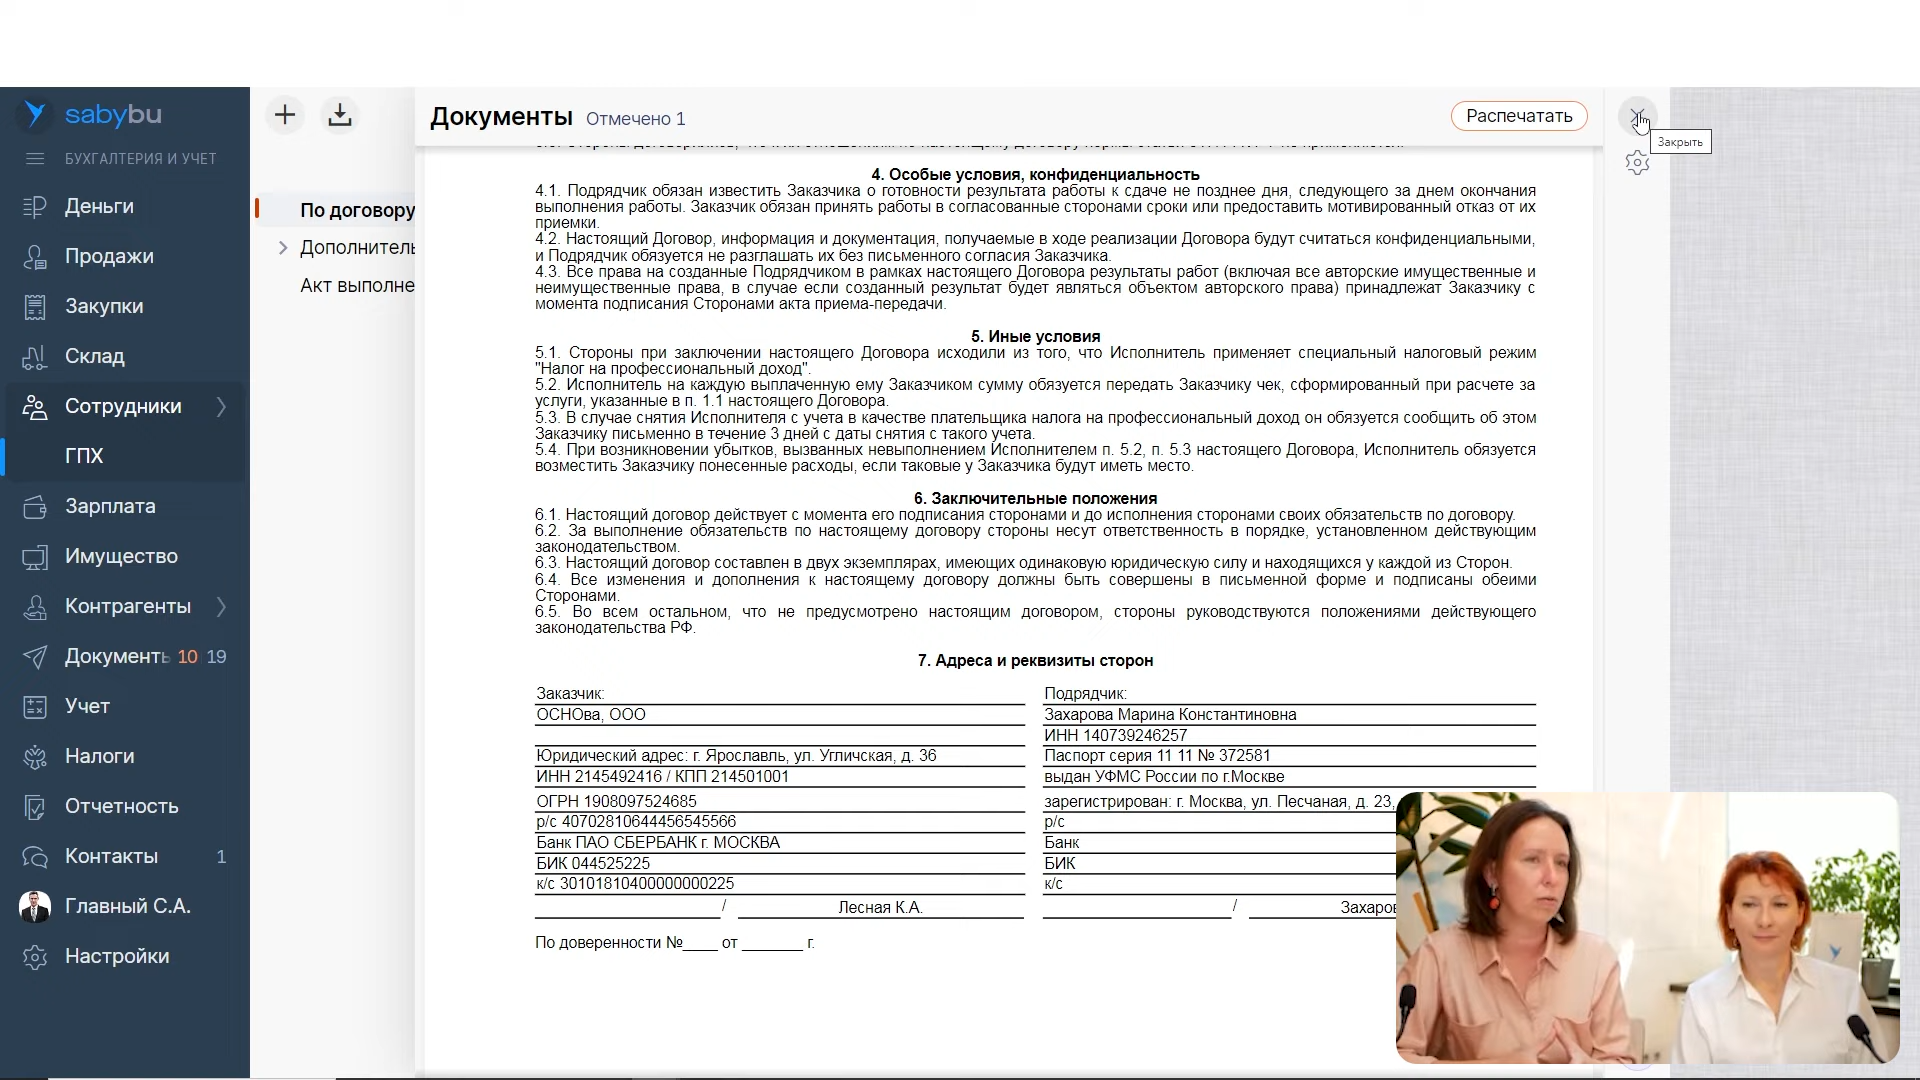 sabybu
БУХГАЛТЕРИЯ И УЧЕТ
Деньги
Продажи
Закупки
Склад
Сотрудники
ГПХ
Зарплата
Имущество
Контрагенты
Документы 10 19
Учет
Налоги
Отчетность
Контакты 1
Главный С.А.
Настройки
По договору
Дополнитель
Акт выполне
Документы Отмечено 1
Распечатать
Закрыть
4. Особые условия, конфиденциальность
4.1. Подрядчик обязан известить Заказчика о готовности результата работы к сдаче не позднее дня, следующего за днем окончания
выполнения работы. Заказчик обязан принять работы в согласованные сторонами сроки или предоставить мотивированный отказ от их
приемки.
4.2. Настоящий Договор, информация и документация, получаемые в ходе реализации Договора будут считаться конфиденциальными,
и Подрядчик обязуется не разглашать их без письменного согласия Заказчика.
4.3. Все права на созданные Подрядчиком в рамках настоящего Договора результаты работ (включая все авторские имущественные и
неимущественные права, в случае если созданный результат будет являться объектом авторского права) принадлежат Заказчику с
момента подписания Сторонами акта приема-передачи.
5. Иные условия
5.1. Стороны при заключении настоящего Договора исходили из того, что Исполнитель применяет специальный налоговый режим
"Налог на профессиональный доход".
5.2. Исполнитель на каждую выплаченную ему Заказчиком сумму обязуется передать Заказчику чек, сформированный при расчете за
услуги, указанные в п. 1.1 настоящего Договора.
5.3. В случае снятия Исполнителя с учета в качестве плательщика налога на профессиональный доход он обязуется сообщить об этом
Заказчику письменно в течение 3 дней с даты снятия с такого учета.
5.4. При возникновении убытков, вызванных невыполнением Исполнителем п. 5.2, п. 5.3 настоящего Договора, Исполнитель обязуется
возместить Заказчику понесенные расходы, если таковые у Заказчика будут иметь место.
6. Заключительные положения
6.1. Настоящий договор действует с момента его подписания сторонами и до исполнения сторонами своих обязательств по договору.
6.2. За выполнение обязательств по настоящему договору стороны несут ответственность в порядке, установленном действующим
законодательством.
6.3. Настоящий договор составлен в двух экземплярах, имеющих одинаковую юридическую силу и находящихся у каждой из Сторон.
6.4. Все изменения и дополнения к настоящему договору должны быть совершены в письменной форме и подписаны обеими
Сторонами.
6.5. Во всем остальном, что не предусмотрено настоящим договором, стороны руководствуются положениями действующего
законодательства РФ.
7. Адреса и реквизиты сторон
Заказчик:
ОСНОва, ООО
Юридический адрес: г. Ярославль, ул. Угличская, д. 36
ИНН 2145492416 / КПП 214501001
ОГРН 1908097524685
р/с 40702810644456545566
Банк ПАО СБЕРБАНК г. МОСКВА
БИК 044525225
к/с 30101810400000000225
/ Лесная К.А.
По доверенности №____ от _______ г.
Подрядчик:
Захарова Марина Константиновна
ИНН 140739246257
Паспорт серия 11 11 № 372581
выдан УФМС России по г.Москве
зарегистрирован: г. Москва, ул. Песчаная, д. 23,
р/с
Банк
БИК
к/с
/ Захаров